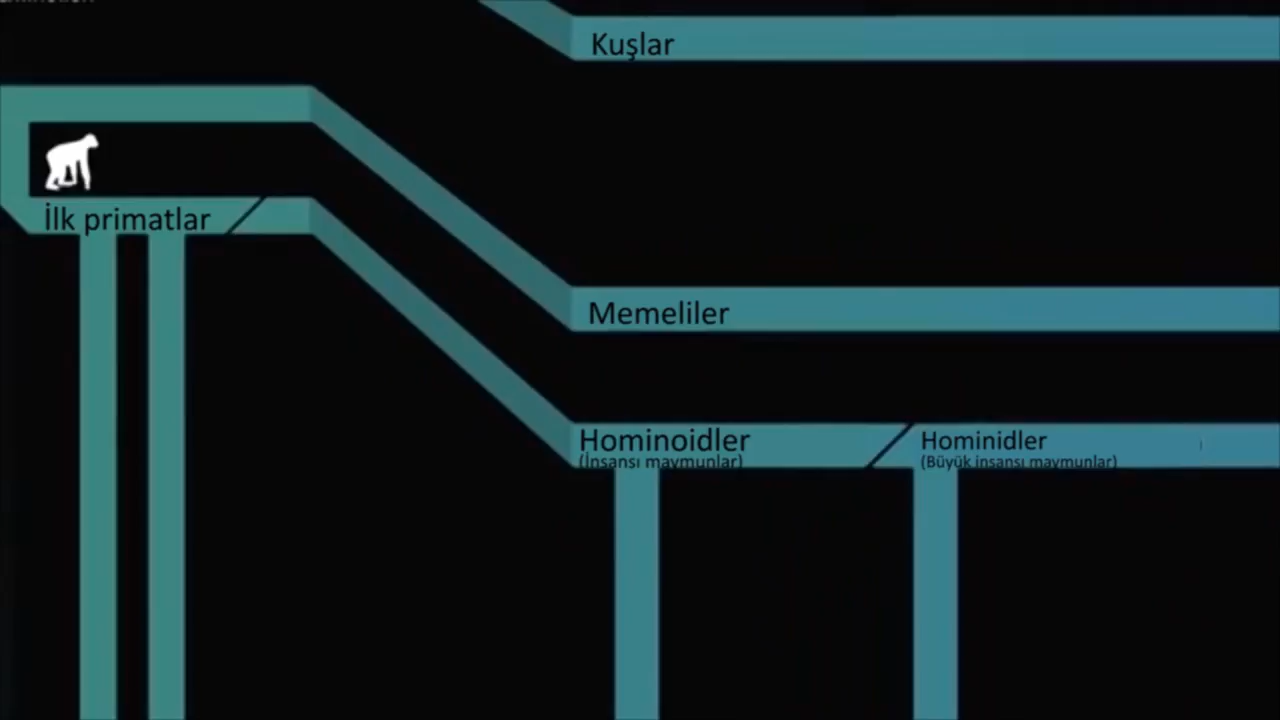 Kuşlar
İlk primatlar
Memeliler
Hominoidler
(İnsansı maymunlar)
Hominidler
(Büyük insansı maymunlar)